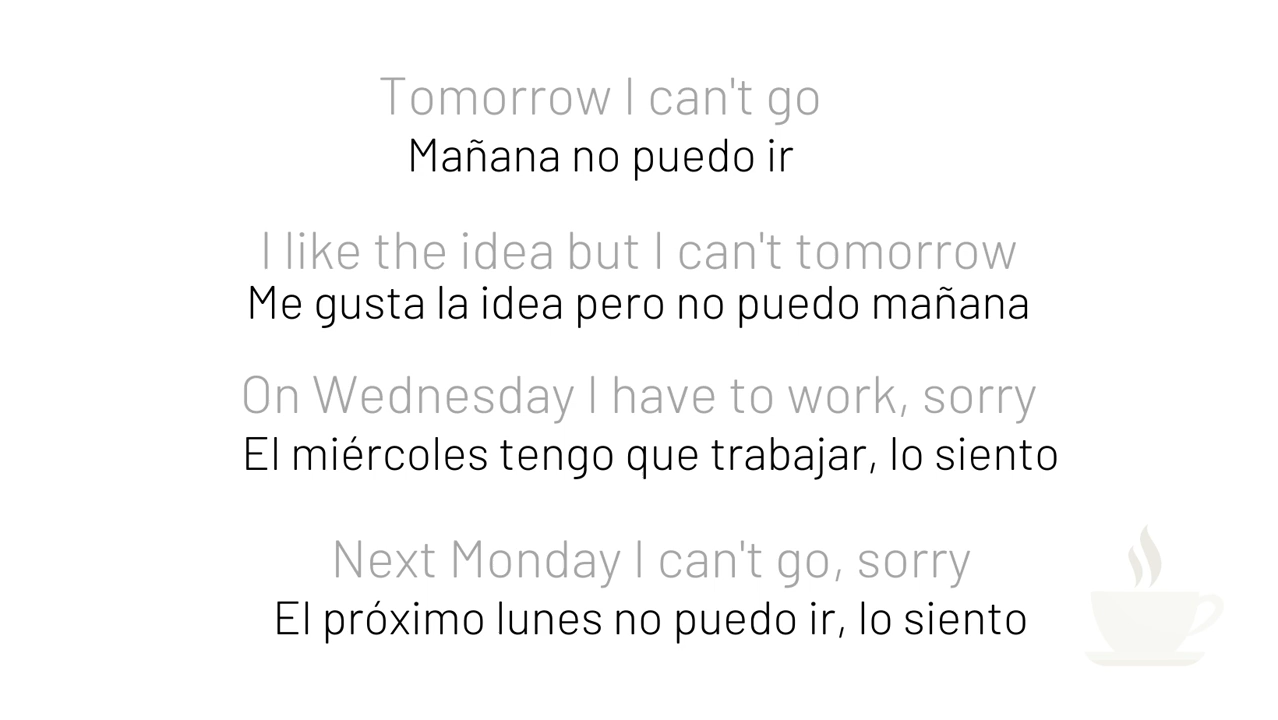 Tomorrow I can't go
Mañana no puedo ir
I like the idea but I can't tomorrow
Me gusta la idea pero no puedo mañana
On Wednesday I have to work, sorry
El miércoles tengo que trabajar, lo siento
Next Monday I can't go, sorry
El próximo lunes no puedo ir, lo siento